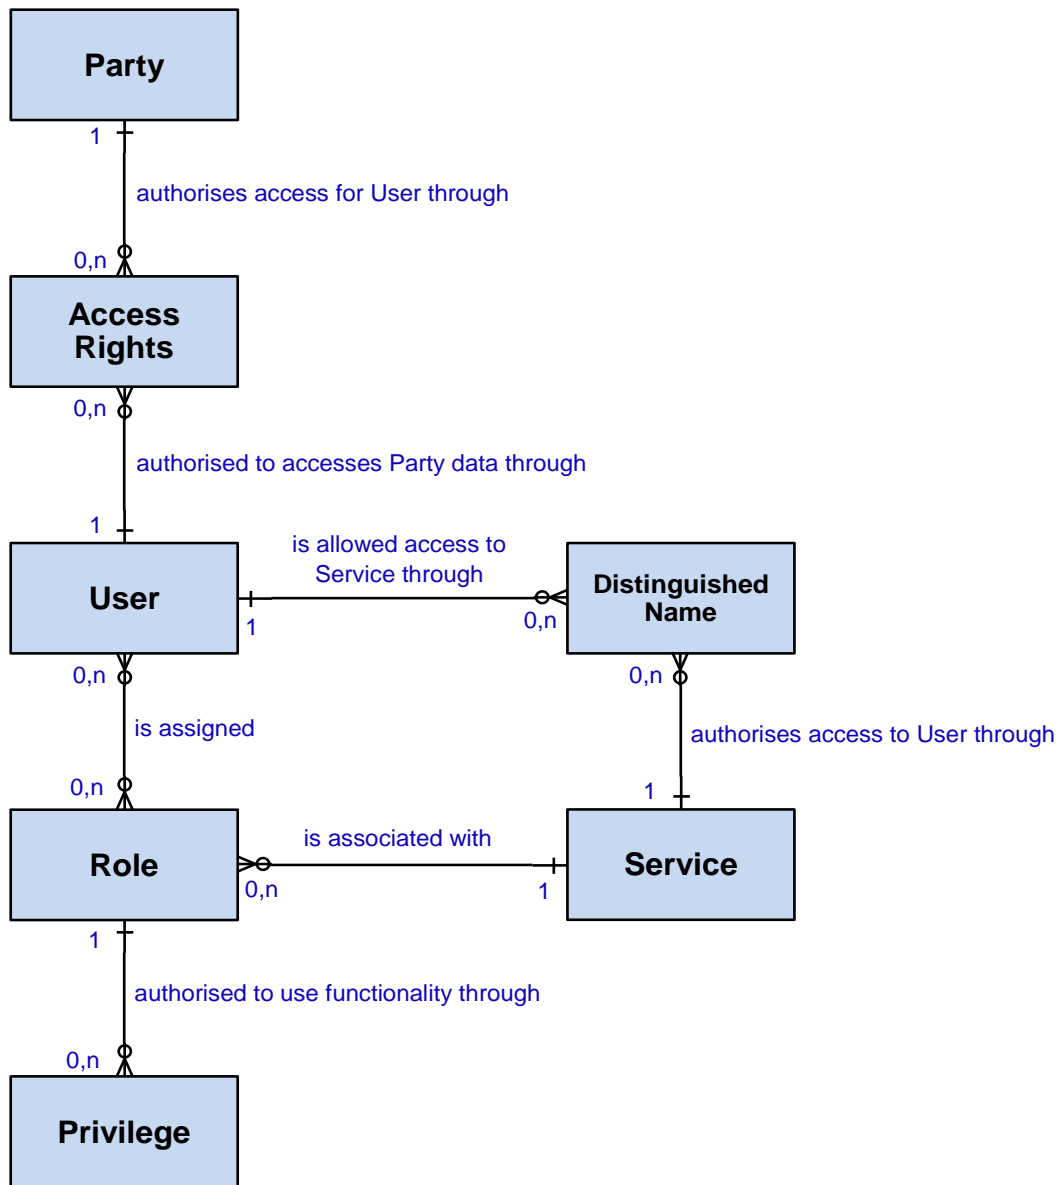 Party
1
authorises access for User through
0,n
Access
Rights
0,n
authorised to accesses Party data through
1
is allowed access to
Service through
User
Distinguished
Name
1
0,n
0,n
0,n
is assigned
authorises access to User through
0,n
1
is associated with
Role
Service
0,n
1
1
authorised to use functionality through
0,n
Privilege